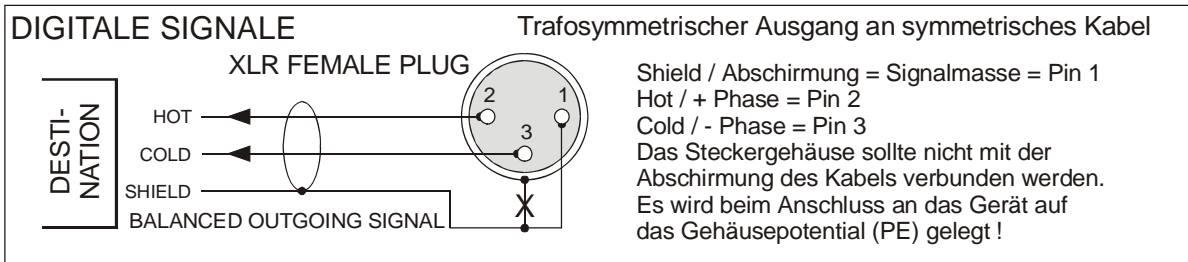 DIGITALE SIGNALE
Trafosymmetrischer Ausgang an symmetrisches Kabel
XLR FEMALE PLUG
DESTI-
NATION
HOT
COLD
SHIELD
BALANCED OUTGOING SIGNAL
2
1
3
X
Shield / Abschirmung = Signalmasse = Pin 1
Hot / + Phase = Pin 2
Cold / - Phase = Pin 3
Das Steckergehäuse sollte nicht mit der
Abschirmung des Kabels verbunden werden.
Es wird beim Anschluss an das Gerät auf
das Gehäusepotential (PE) gelegt !